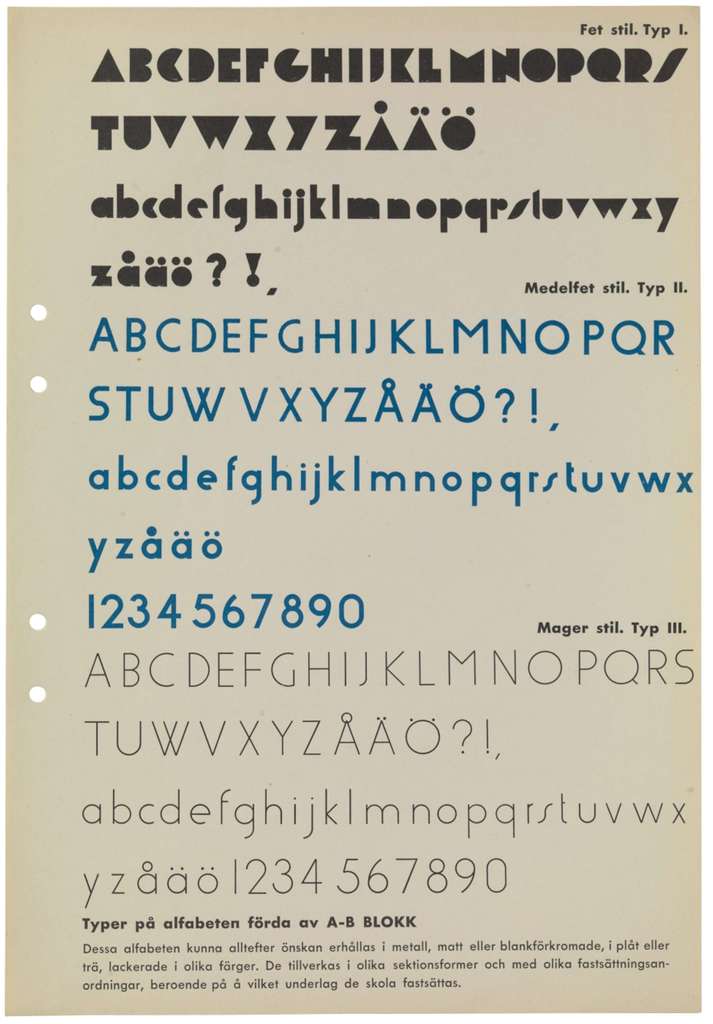 Fet stil. Typ I.
ABCDEFGHIJKLMNOPQRS
TUVWXYZÅÄÖ
abcdefghijklmnopqrstuvwxy
zåäö ? !,
Medelfet stil. Typ II.
ABCDEFGHIJKLMNOPQR
STUWVXYZÅÄÖ?!,
abcdefghijklmnopqrstuvwx
yzåäö
1234567890
Mager stil. Typ III.
ABCDEFGHIJKLMNOPQRS
TUWVXYZÅÄÖ?!,
abcdefghijklmnopqrstuvwx
yzåäö1234567890
Typer på alfabeten förda av A-B BLOKK
Dessa alfabeten kunna alltefter önskan erhållas i metall, matt eller blankförkromade, i plåt eller
trä, lackerade i olika färger. De tillverkas i olika sektionsformer och med olika fastsättningsan-
ordningar, beroende på å vilket underlag de skola fastsättas.